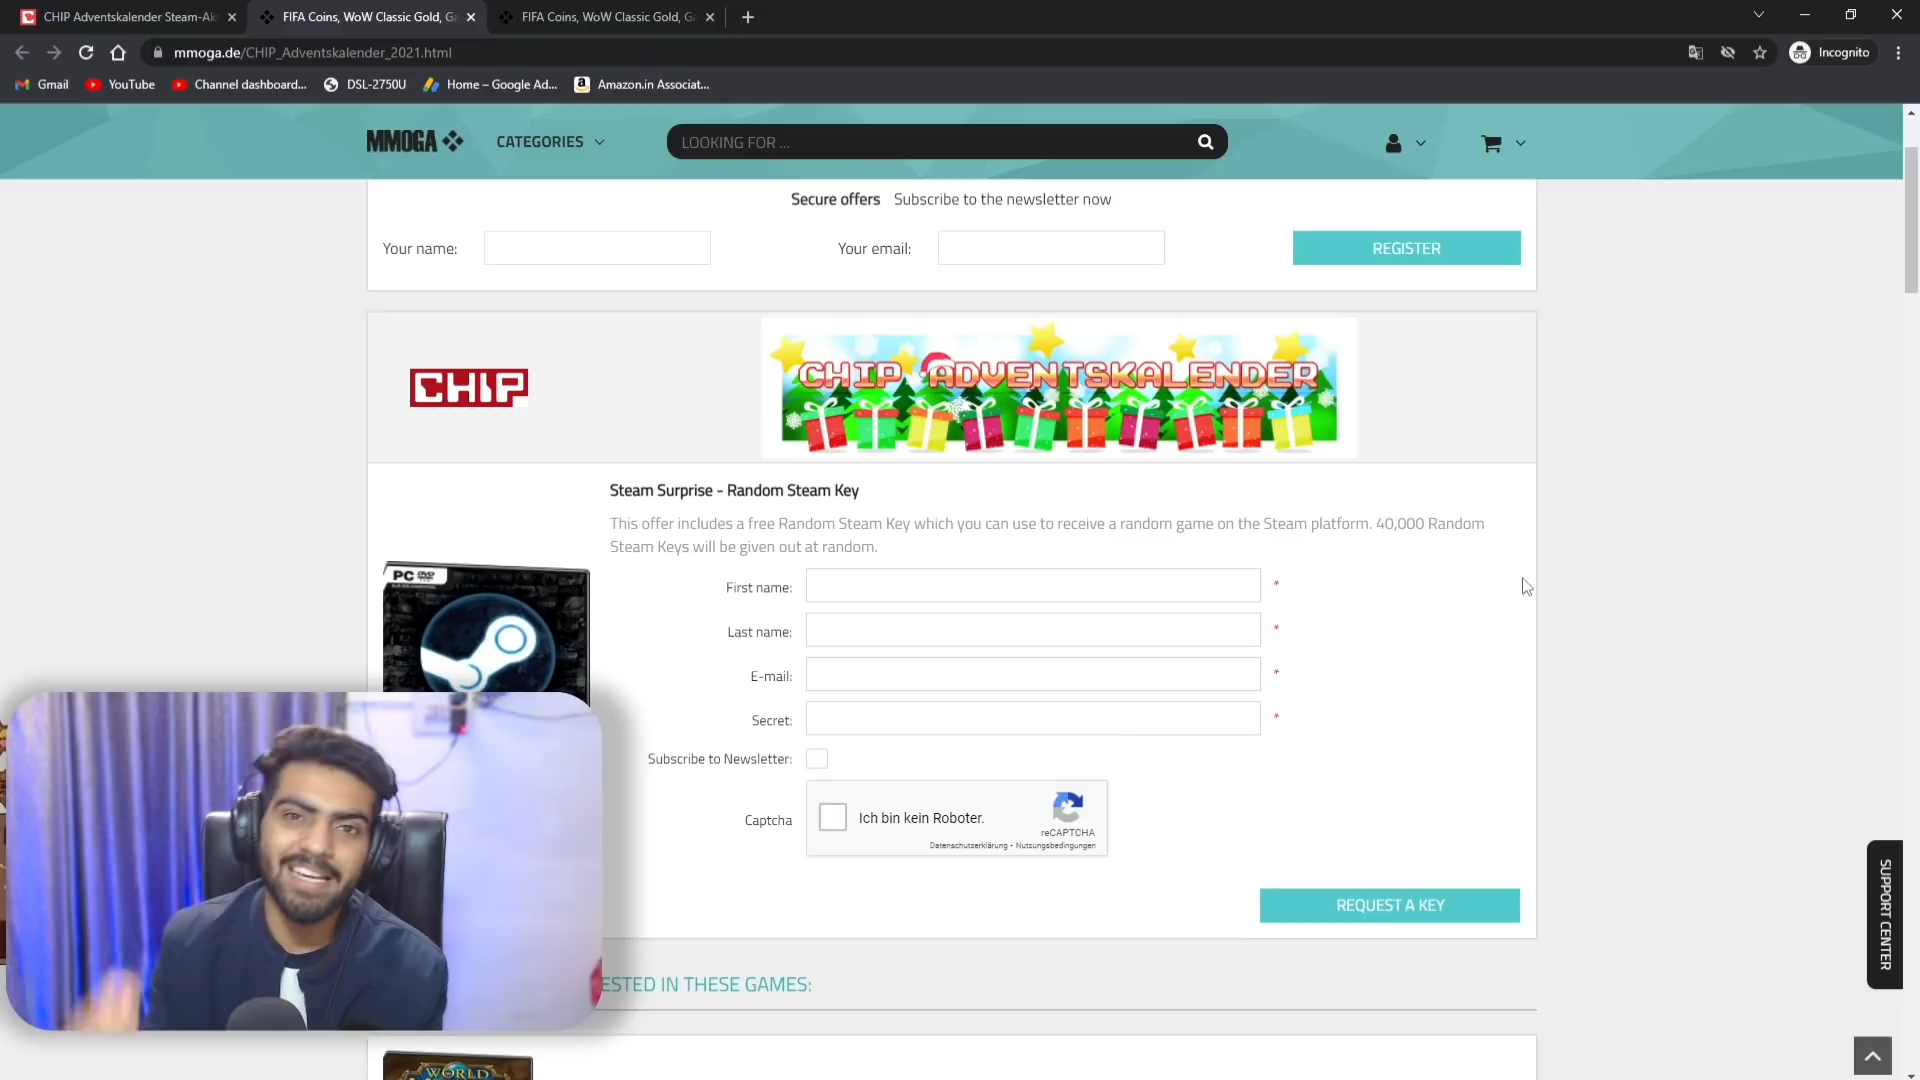 CHIP Adventskalender Steam-Ak
FIFA Coins, WoW Classic Gold, Ga
FIFA Coins, WoW Classic Gold, G
mmoga.de/CHIP_Adventskalender_2021.html
Incognito
Gmail
YouTube
Channel dashboard...
DSL-2750U
Home – Google Ad...
Amazon.in Associat...
MMOGA
CATEGORIES
LOOKING FOR ...
Secure offers Subscribe to the newsletter now
Your name:
Your email:
REGISTER
CHIP
CHIP ADVENTSKALENDER
Steam Surprise - Random Steam Key
This offer includes a free Random Steam Key which you can use to receive a random game on the Steam platform. 40,000 Random
Steam Keys will be given out at random.
PC DVD
First name: *
Last name: *
E-mail: *
Secret: *
Subscribe to Newsletter:
Captcha
Ich bin kein Roboter.
reCAPTCHA
Datenschutzerklärung • Nutzungsbedingungen
REQUEST A KEY
SUPPORT CENTER
ESTED IN THESE GAMES:
WORLD